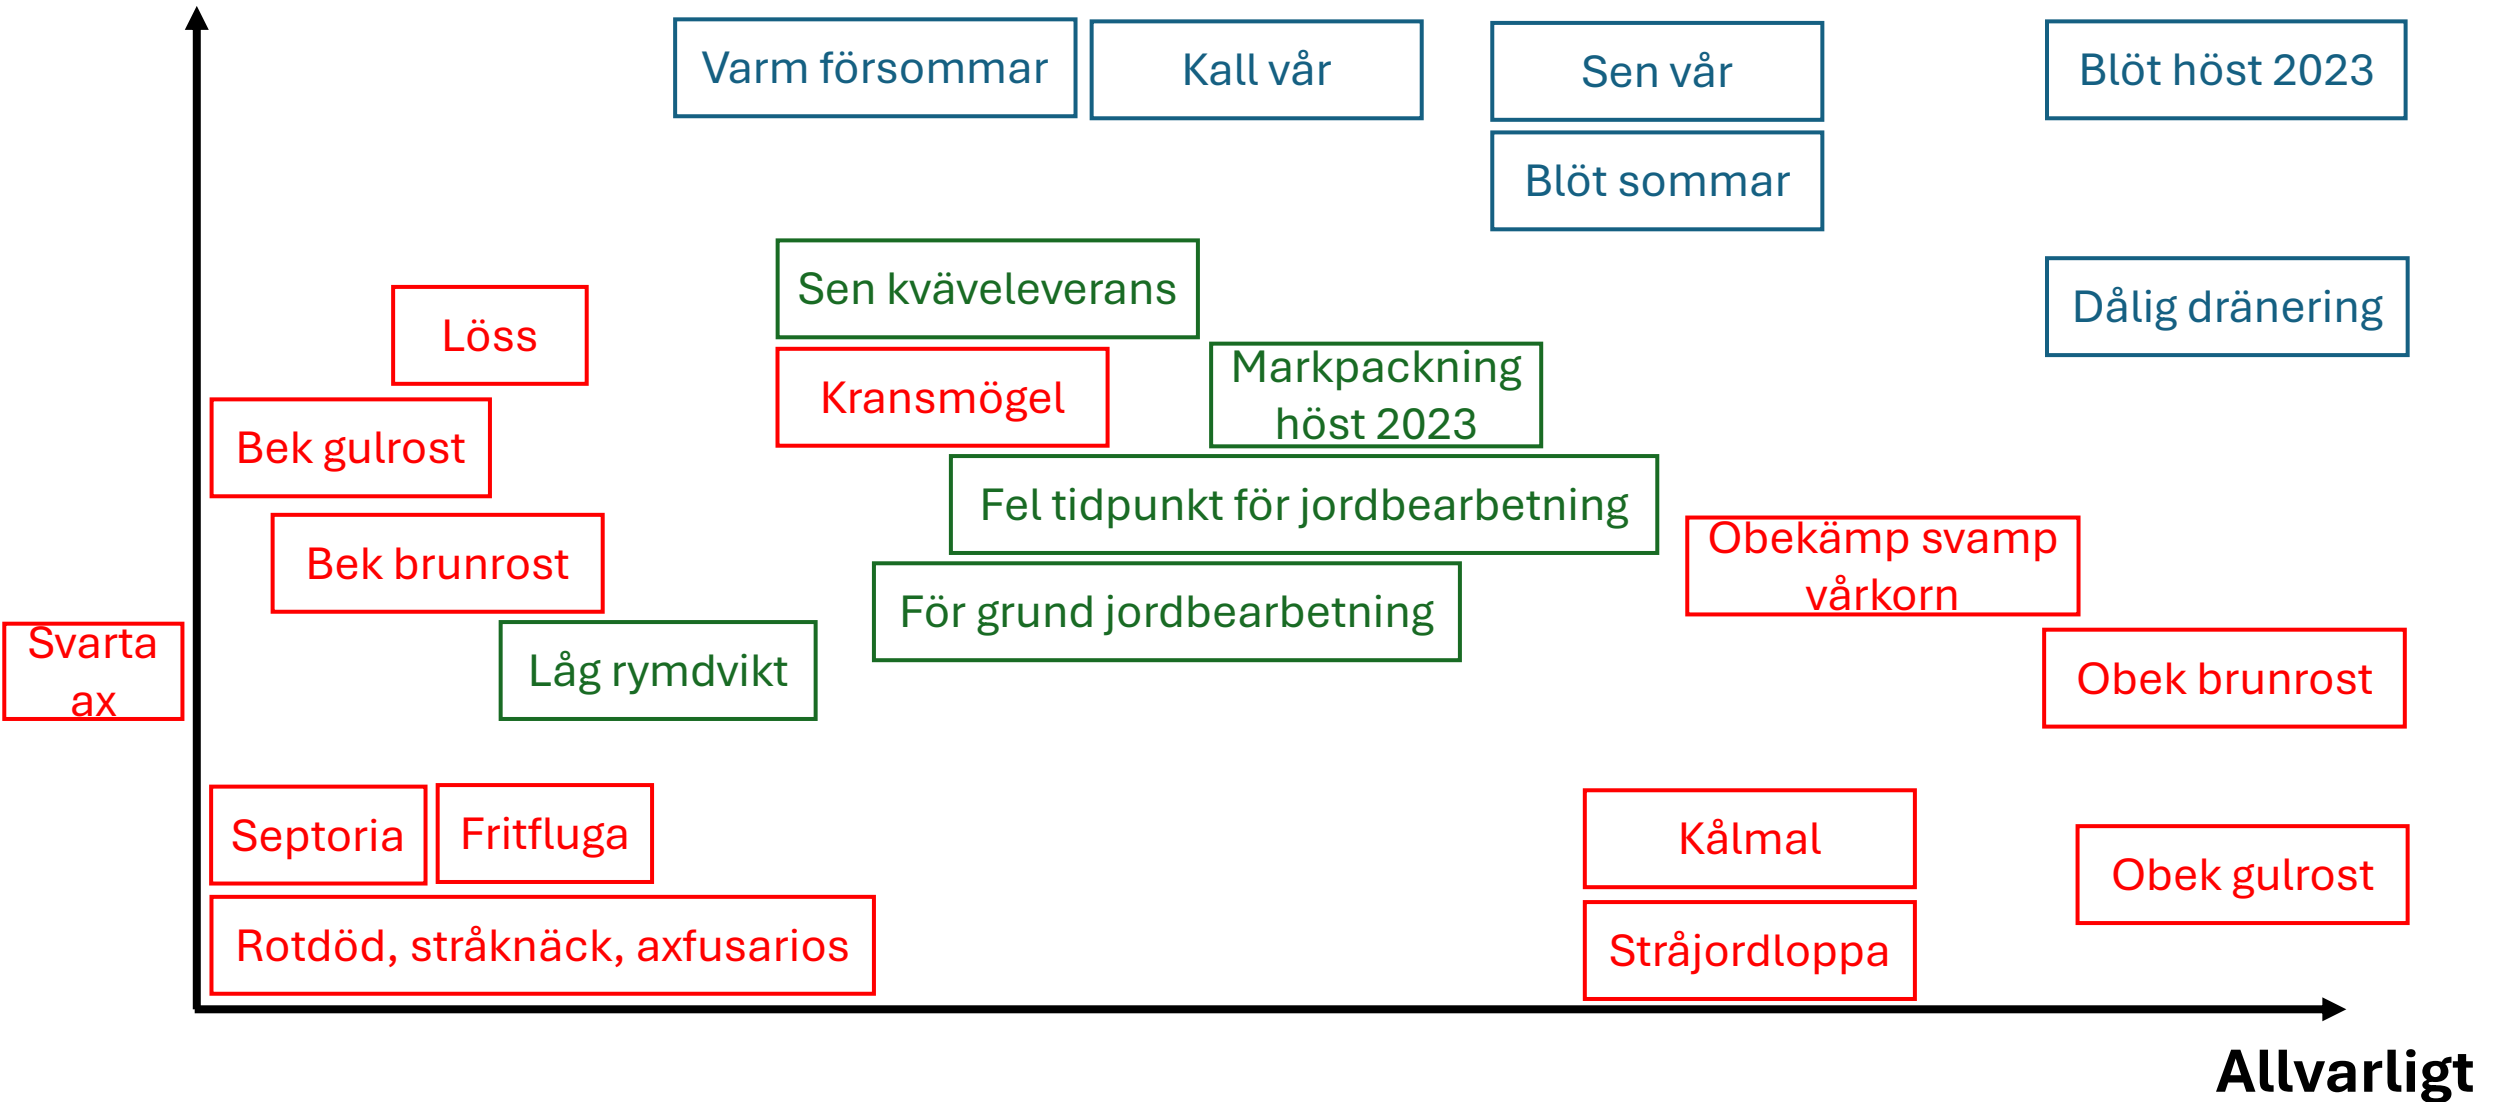 Varm försommar
Kall vår
Sen vår
Blöt höst 2023
Blöt sommar
Sen kväveleverans
Dålig dränering
Löss
Kransmögel
Markpackning
höst 2023
Bek gulrost
Fel tidpunkt för jordbearbetning
Bek brunrost
Obekämp svamp
vårkorn
För grund jordbearbetning
Svarta
ax
Låg rymdvikt
Obek brunrost
Septoria
Fritfluga
Kålmal
Obek gulrost
Rotdöd, stråknäck, axfusarios
Stråjordloppa
Allvarligt